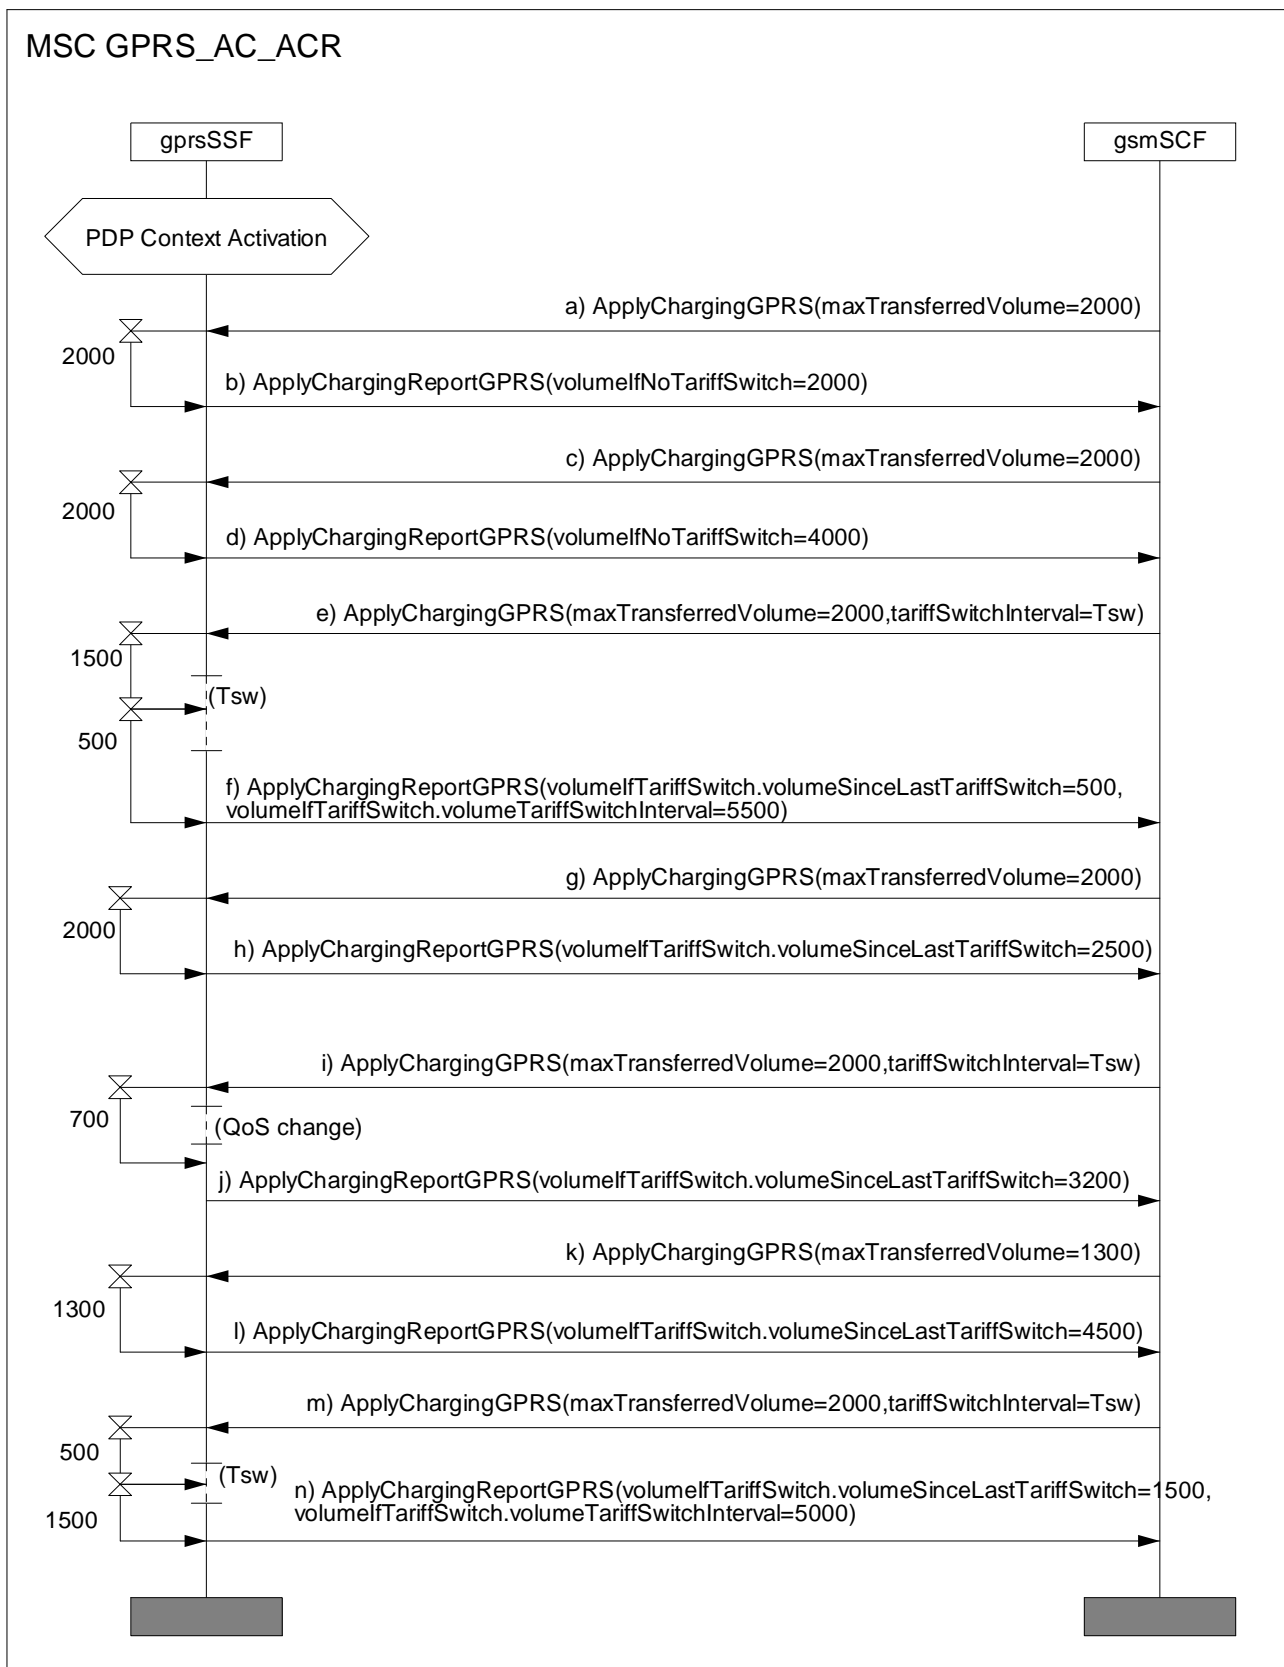 MSC GPRS_AC_ACR
gprsSSF
gsmSCF
PDP Context Activation
a) ApplyChargingGPRS(maxTransferredVolume=2000)
2000
b) ApplyChargingReportGPRS(volumeIfNoTariffSwitch=2000)
c) ApplyChargingGPRS(maxTransferredVolume=2000)
2000
d) ApplyChargingReportGPRS(volumeIfNoTariffSwitch=4000)
e) ApplyChargingGPRS(maxTransferredVolume=2000,tariffSwitchInterval=Tsw)
1500
(Tsw)
500
f) ApplyChargingReportGPRS(volumeIfTariffSwitch.volumeSinceLastTariffSwitch=500,
volumeIfTariffSwitch.volumeTariffSwitchInterval=5500)
g) ApplyChargingGPRS(maxTransferredVolume=2000)
2000
h) ApplyChargingReportGPRS(volumeIfTariffSwitch.volumeSinceLastTariffSwitch=2500)
i) ApplyChargingGPRS(maxTransferredVolume=2000,tariffSwitchInterval=Tsw)
700
(QoS change)
j) ApplyChargingReportGPRS(volumeIfTariffSwitch.volumeSinceLastTariffSwitch=3200)
k) ApplyChargingGPRS(maxTransferredVolume=1300)
1300
l) ApplyChargingReportGPRS(volumeIfTariffSwitch.volumeSinceLastTariffSwitch=4500)
m) ApplyChargingGPRS(maxTransferredVolume=2000,tariffSwitchInterval=Tsw)
500
(Tsw)
n) ApplyChargingReportGPRS(volumeIfTariffSwitch.volumeSinceLastTariffSwitch=1500,
volumeIfTariffSwitch.volumeTariffSwitchInterval=5000)
1500